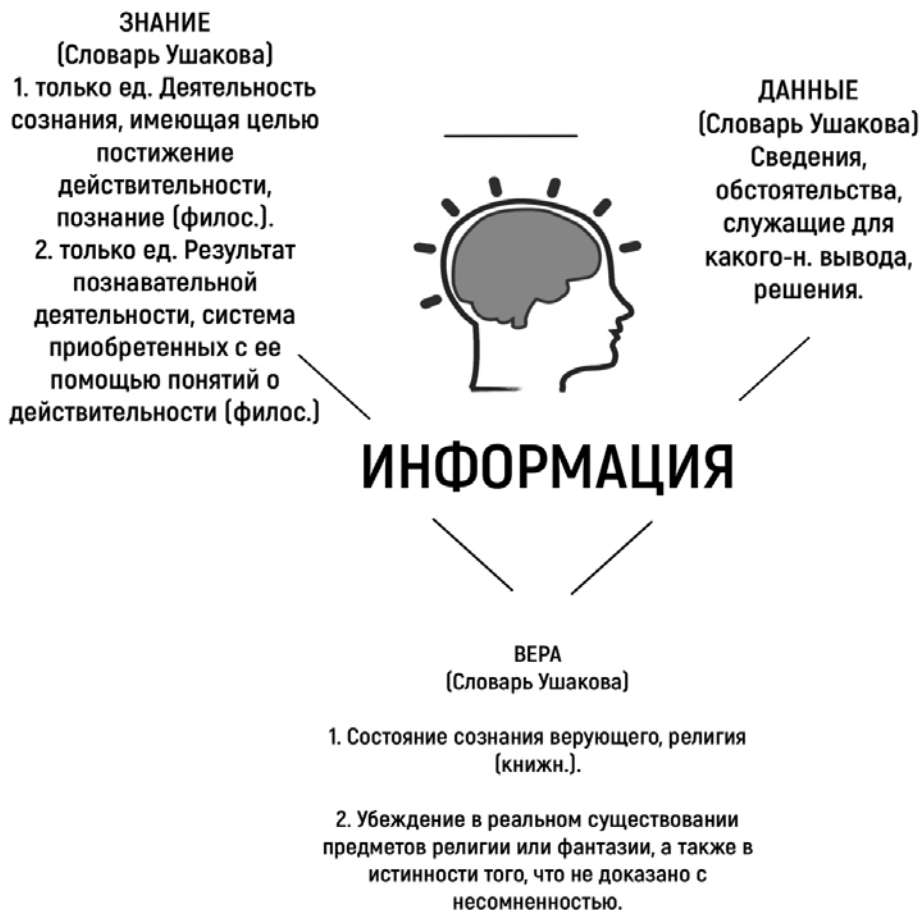 ЗНАНИЕ
(Словарь Ушакова)
1. только ед. Деятельность
сознания, имеющая целью
постижение
действительности,
познание (филос.).
2. только ед. Результат
познавательной
деятельности, система
приобретенных с ее
помощью понятий о
действительности (филос.)
ДАННЫЕ
(Словарь Ушакова)
Сведения,
обстоятельства,
служащие для
какого-н. вывода,
решения.
ИНФОРМАЦИЯ
ВЕРА
(Словарь Ушакова)
1. Состояние сознания верующего, религия
(книжн.).
2. Убеждение в реальном существовании
предметов религии или фантазии, а также в
истинности того, что не доказано с
несомненностью.